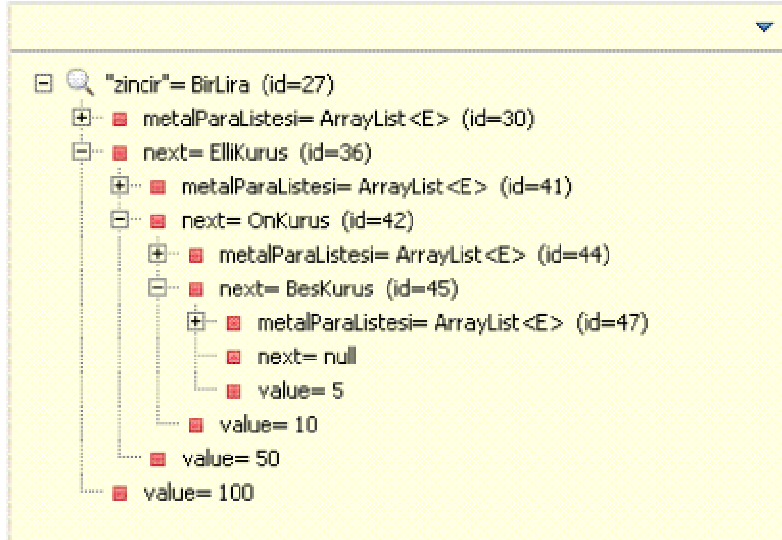 "zincir"= BirLira (id=27)
metalParaListesi= ArrayList<E> (id=30)
next= ElliKurus (id=36)
metalParaListesi= ArrayList<E> (id=41)
next= OnKurus (id=42)
metalParaListesi= ArrayList<E> (id=44)
next= BesKurus (id=45)
metalParaListesi= ArrayList<E> (id=47)
next= null
value= 5
value= 10
value= 50
value= 100